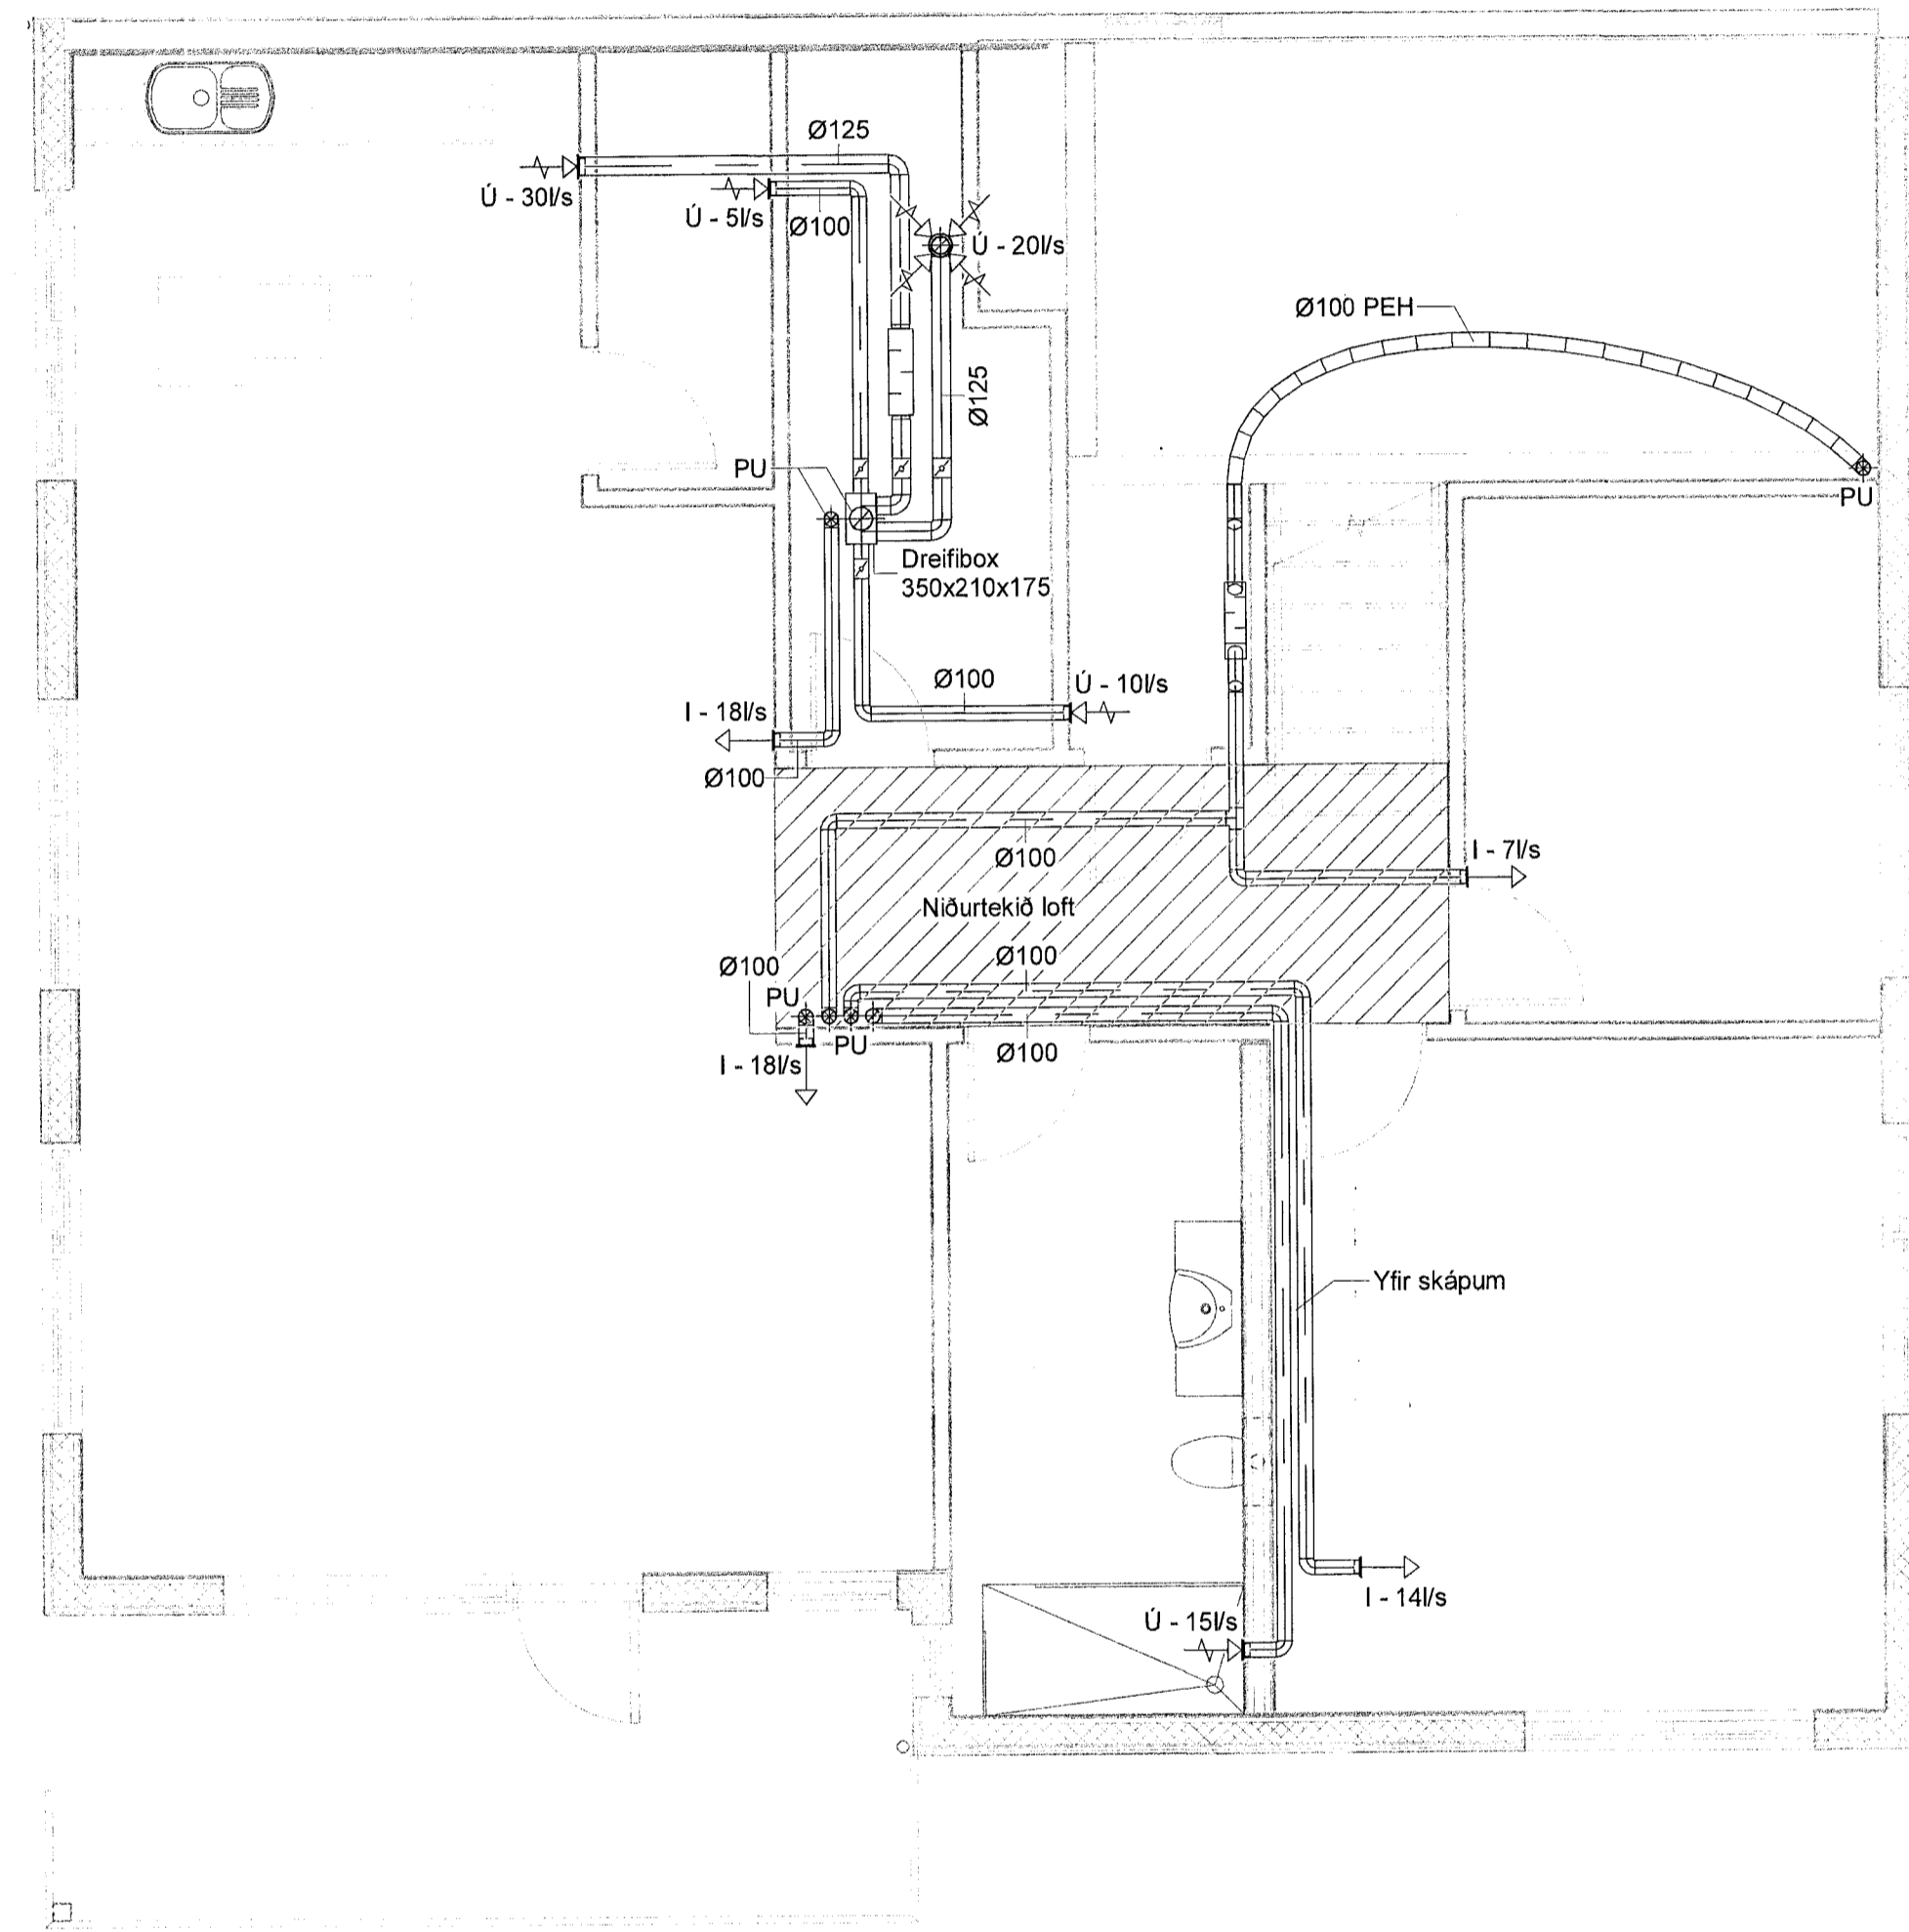 Ø125
Ú - 30l/s
Ú - 5l/s
Ø100
Ú - 20l/s
Ø100 PEH
Ø125
PU
PU
Dreifibox
350x210x175
Ø100
Ú - 10l/s
I - 18l/s
Ø100
Ø100
I - 7l/s
Niðurtekið loft
Ø100
Ø100
PU
PU
Ø100
I - 18l/s
Yfir skápum
I - 14l/s
Ú - 15l/s